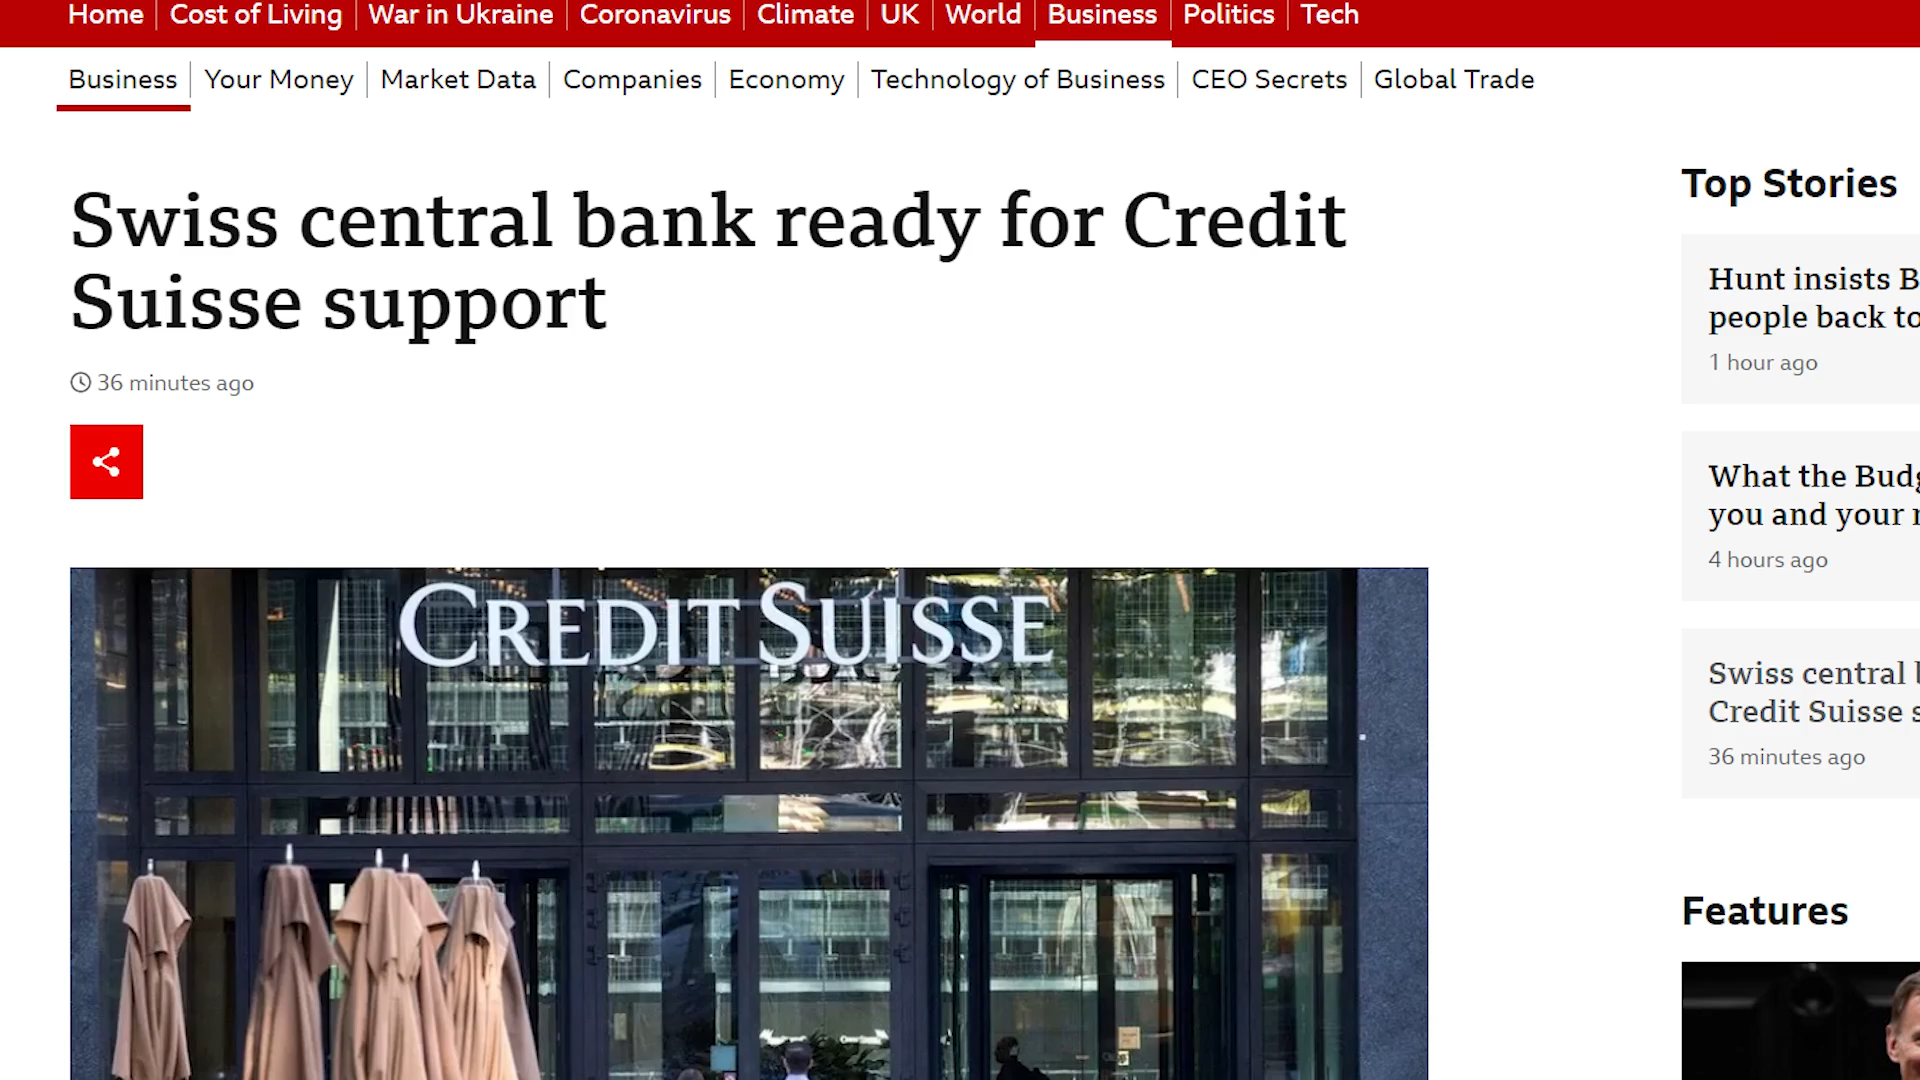 Home Cost of Living War in Ukraine Coronavirus Climate UK World Business Politics Tech
Business Your Money Market Data Companies Economy Technology of Business CEO Secrets Global Trade
Swiss central bank ready for Credit
Suisse support
36 minutes ago
CREDIT SUISSE
Top Stories
Hunt insists B
people back to
1 hour ago
What the Budg
you and your
4 hours ago
Swiss central
Credit Suisse s
36 minutes ago
Features